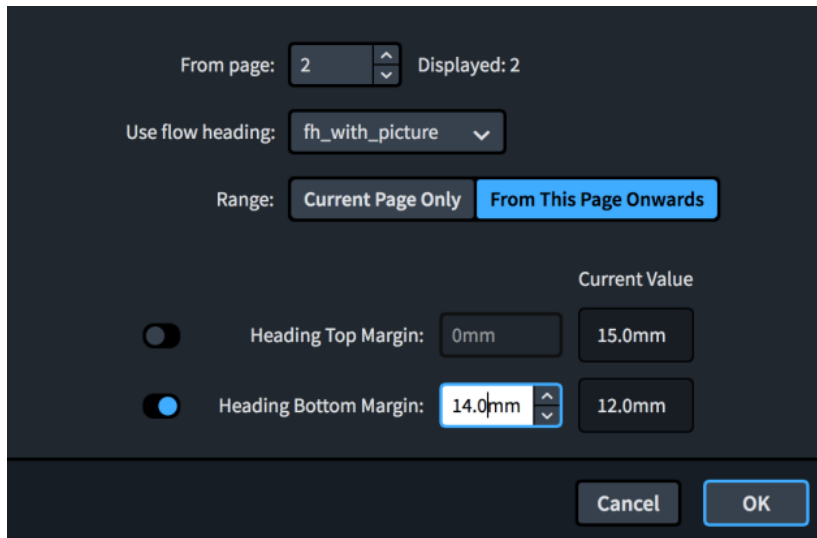 From page: 2 Displayed: 2
Use flow heading: fh_with_picture
Range: Current Page Only From This Page Onwards
Current Value
Heading Top Margin: 0mm 15.0mm
Heading Bottom Margin: 14.0mm 12.0mm
Cancel OK